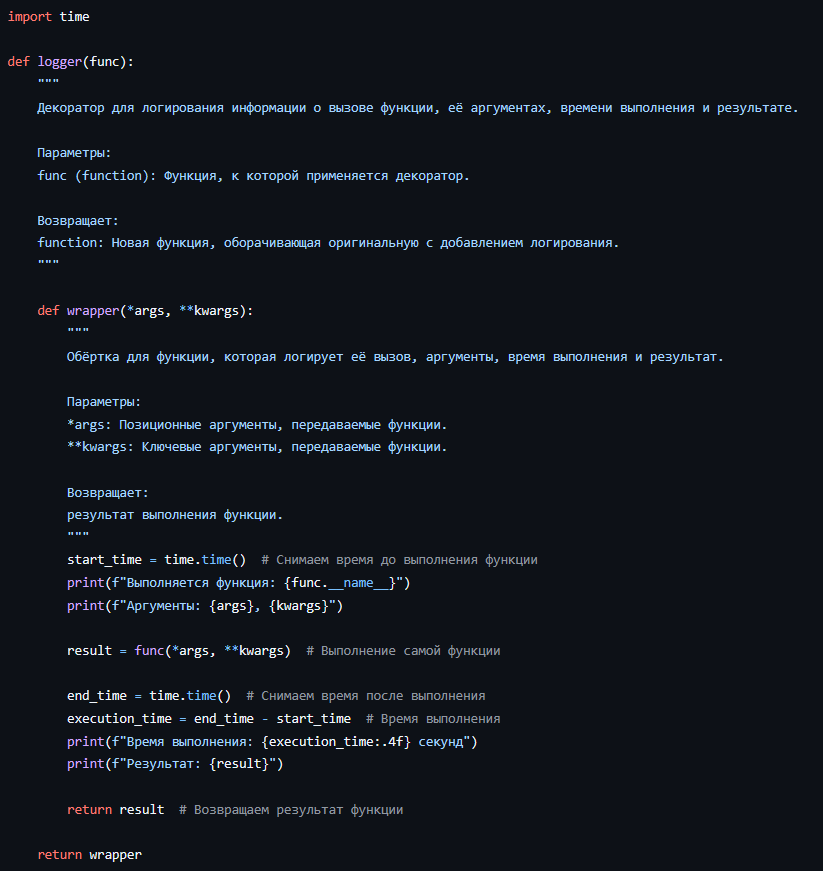 import time
def logger(func):
    """
    Декоратор для логирования информации о вызове функции, её аргументах, времени выполнения и результате.
    Параметры:
    func (function): Функция, к которой применяется декоратор.
    Возвращает:
    function: Новая функция, оборачивающая оригинальную с добавлением логирования.
    """
    def wrapper(*args, **kwargs):
        """
        Обёртка для функции, которая логирует её вызов, аргументы, время выполнения и результат.
        Параметры:
        *args: Позиционные аргументы, передаваемые функции.
        **kwargs: Ключевые аргументы, передаваемые функции.
        Возвращает:
        результат выполнения функции.
        """
        start_time = time.time()  # Снимаем время до выполнения функции
        print(f"Выполняется функция: {func.__name__}")
        print(f"Аргументы: {args}, {kwargs}")
        result = func(*args, **kwargs)  # Выполнение самой функции
        end_time = time.time()  # Снимаем время после выполнения
        execution_time = end_time - start_time  # Время выполнения
        print(f"Время выполнения: {execution_time:.4f} секунд")
        print(f"Результат: {result}")
        return result  # Возвращаем результат функции
    return wrapper